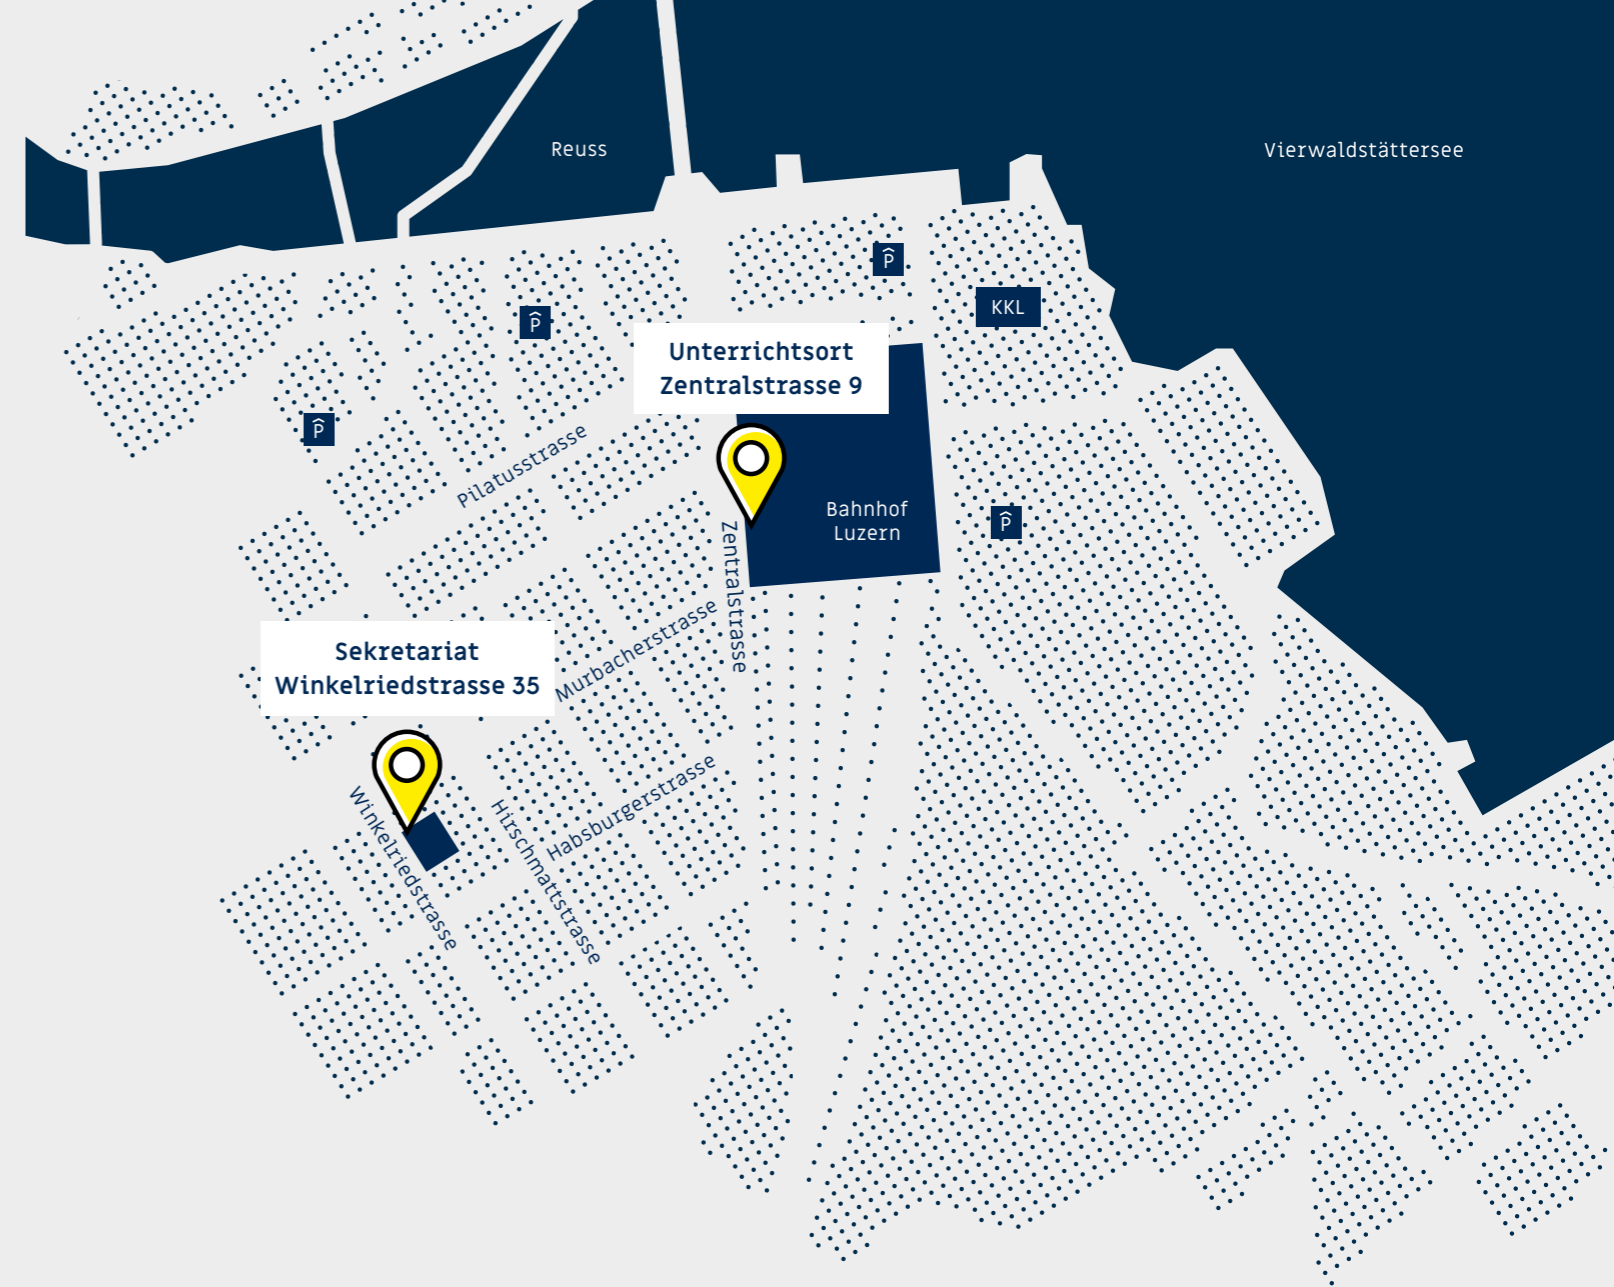 Reuss
Vierwaldstättersee
P
KKL
P
Unterrichtsort
Zentralstrasse 9
P
Pilatusstrasse
Bahnhof
Luzern
P
Zentralstrasse
Murbacherstrasse
Sekretariat
Winkelriedstrasse 35
Habsburgerstrasse
Hirschmattstrasse
Winkelriedstrasse